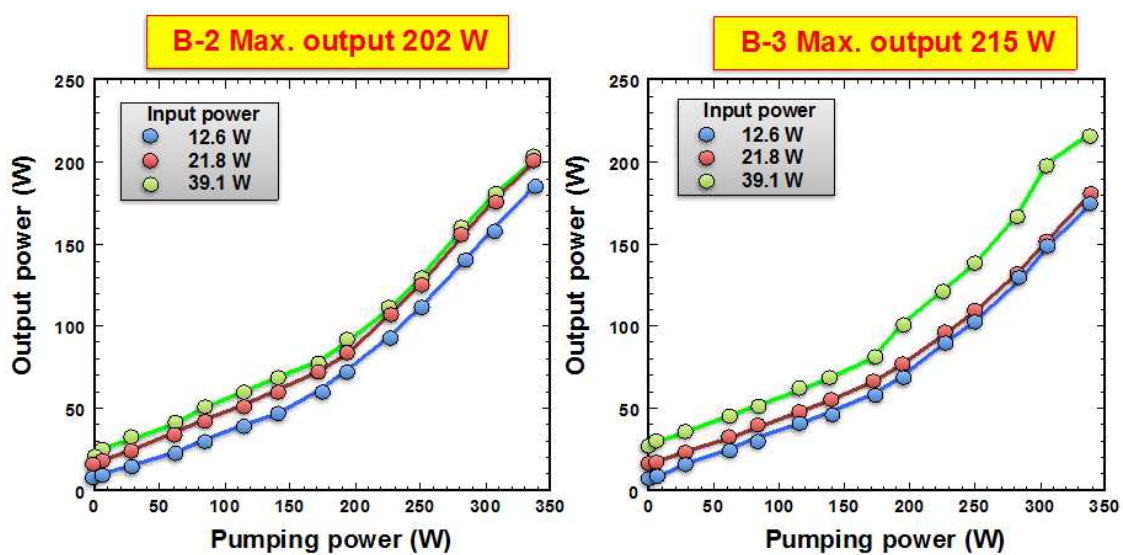 B-2 Max. output 202 W
250
200
150
100
50
0
Output power (W)
Input power
12.6 W
21.8 W
39.1 W
0 50 100 150 200 250 300 350
Pumping power (W)
B-3 Max. output 215 W
250
200
150
100
50
0
Output power (W)
Input power
12.6 W
21.8 W
39.1 W
0 50 100 150 200 250 300 350
Pumping power (W)